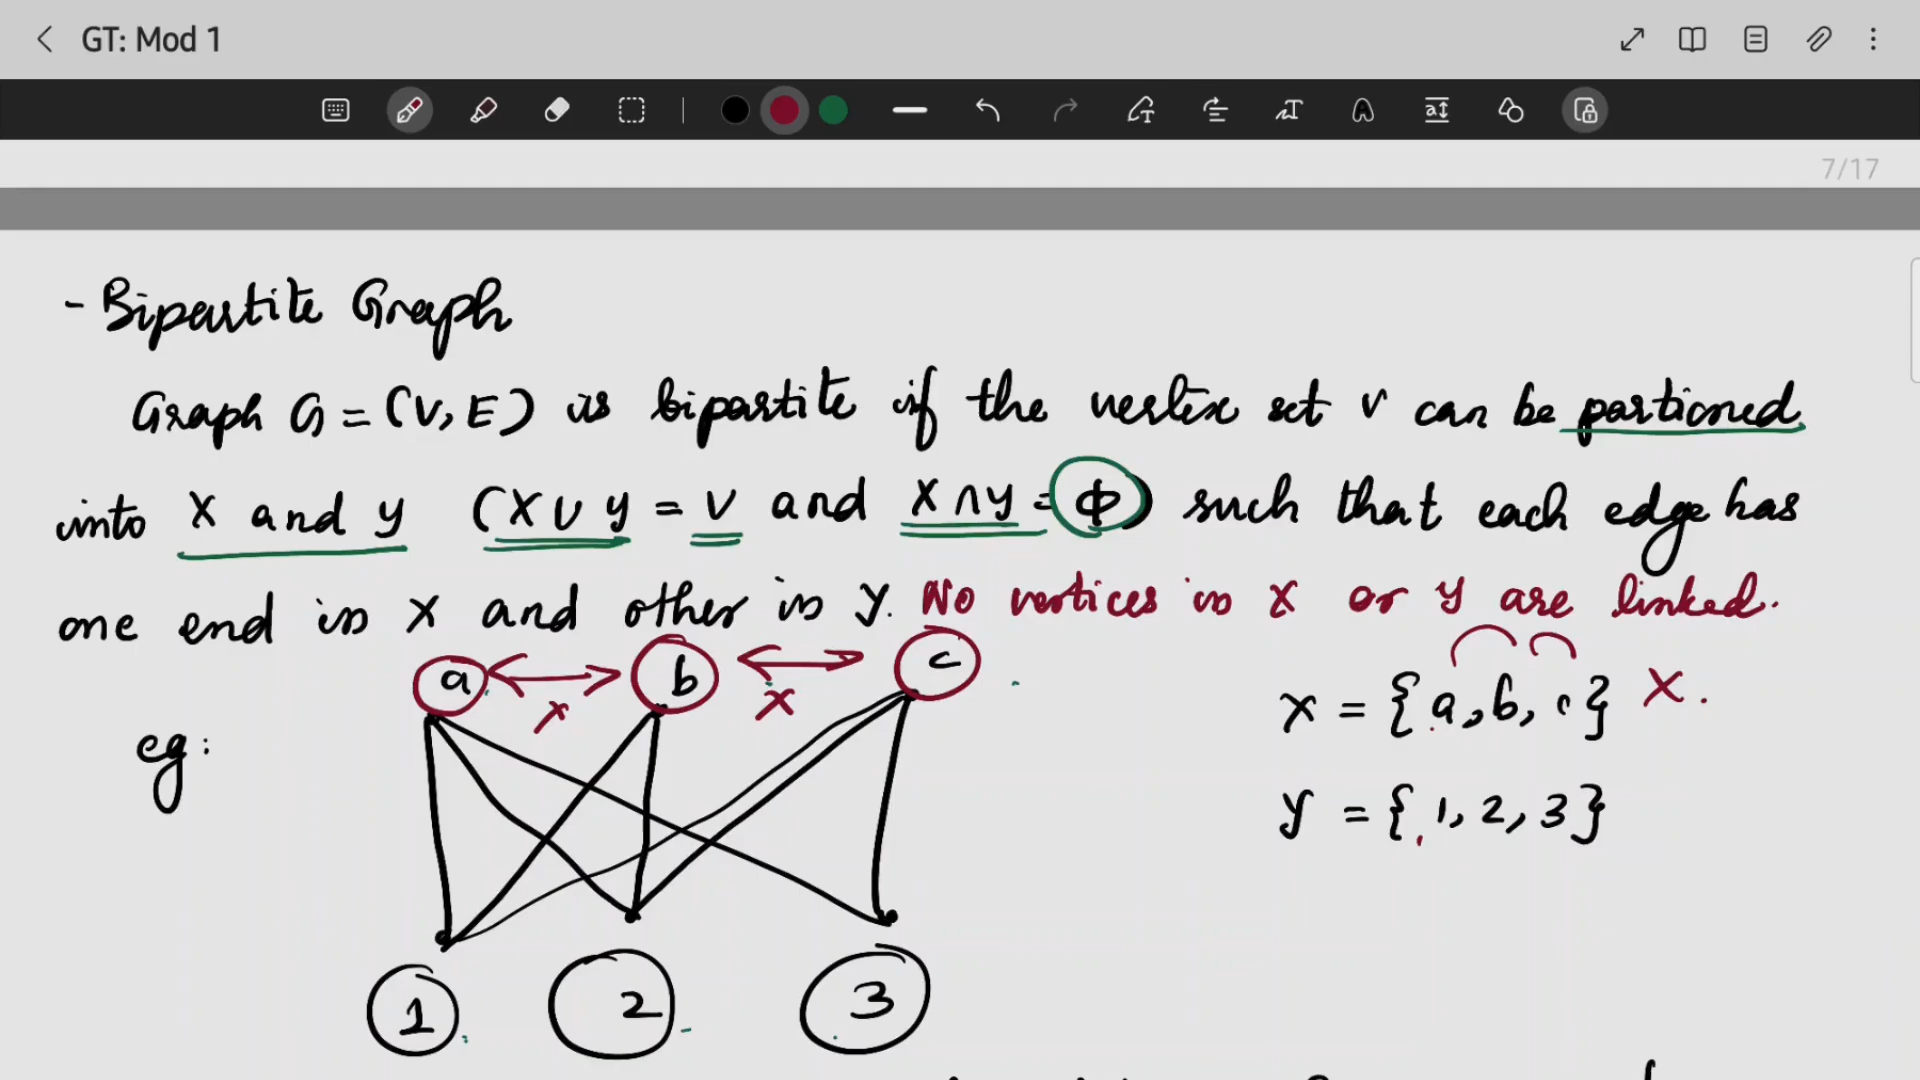 GT: Mod 1
7/17
- Bipartite Graph
Graph G = (V, E) is bipartite if the vertex set V can be partioned
into X and y (X ∪ y = V and X ∩ y = ϕ) such that each edge has
one end in X and other in y. No vertices in X or y are linked.
a x b x c
X = {a, b, c} X.
eg:
y = {1, 2, 3}
1 2 3